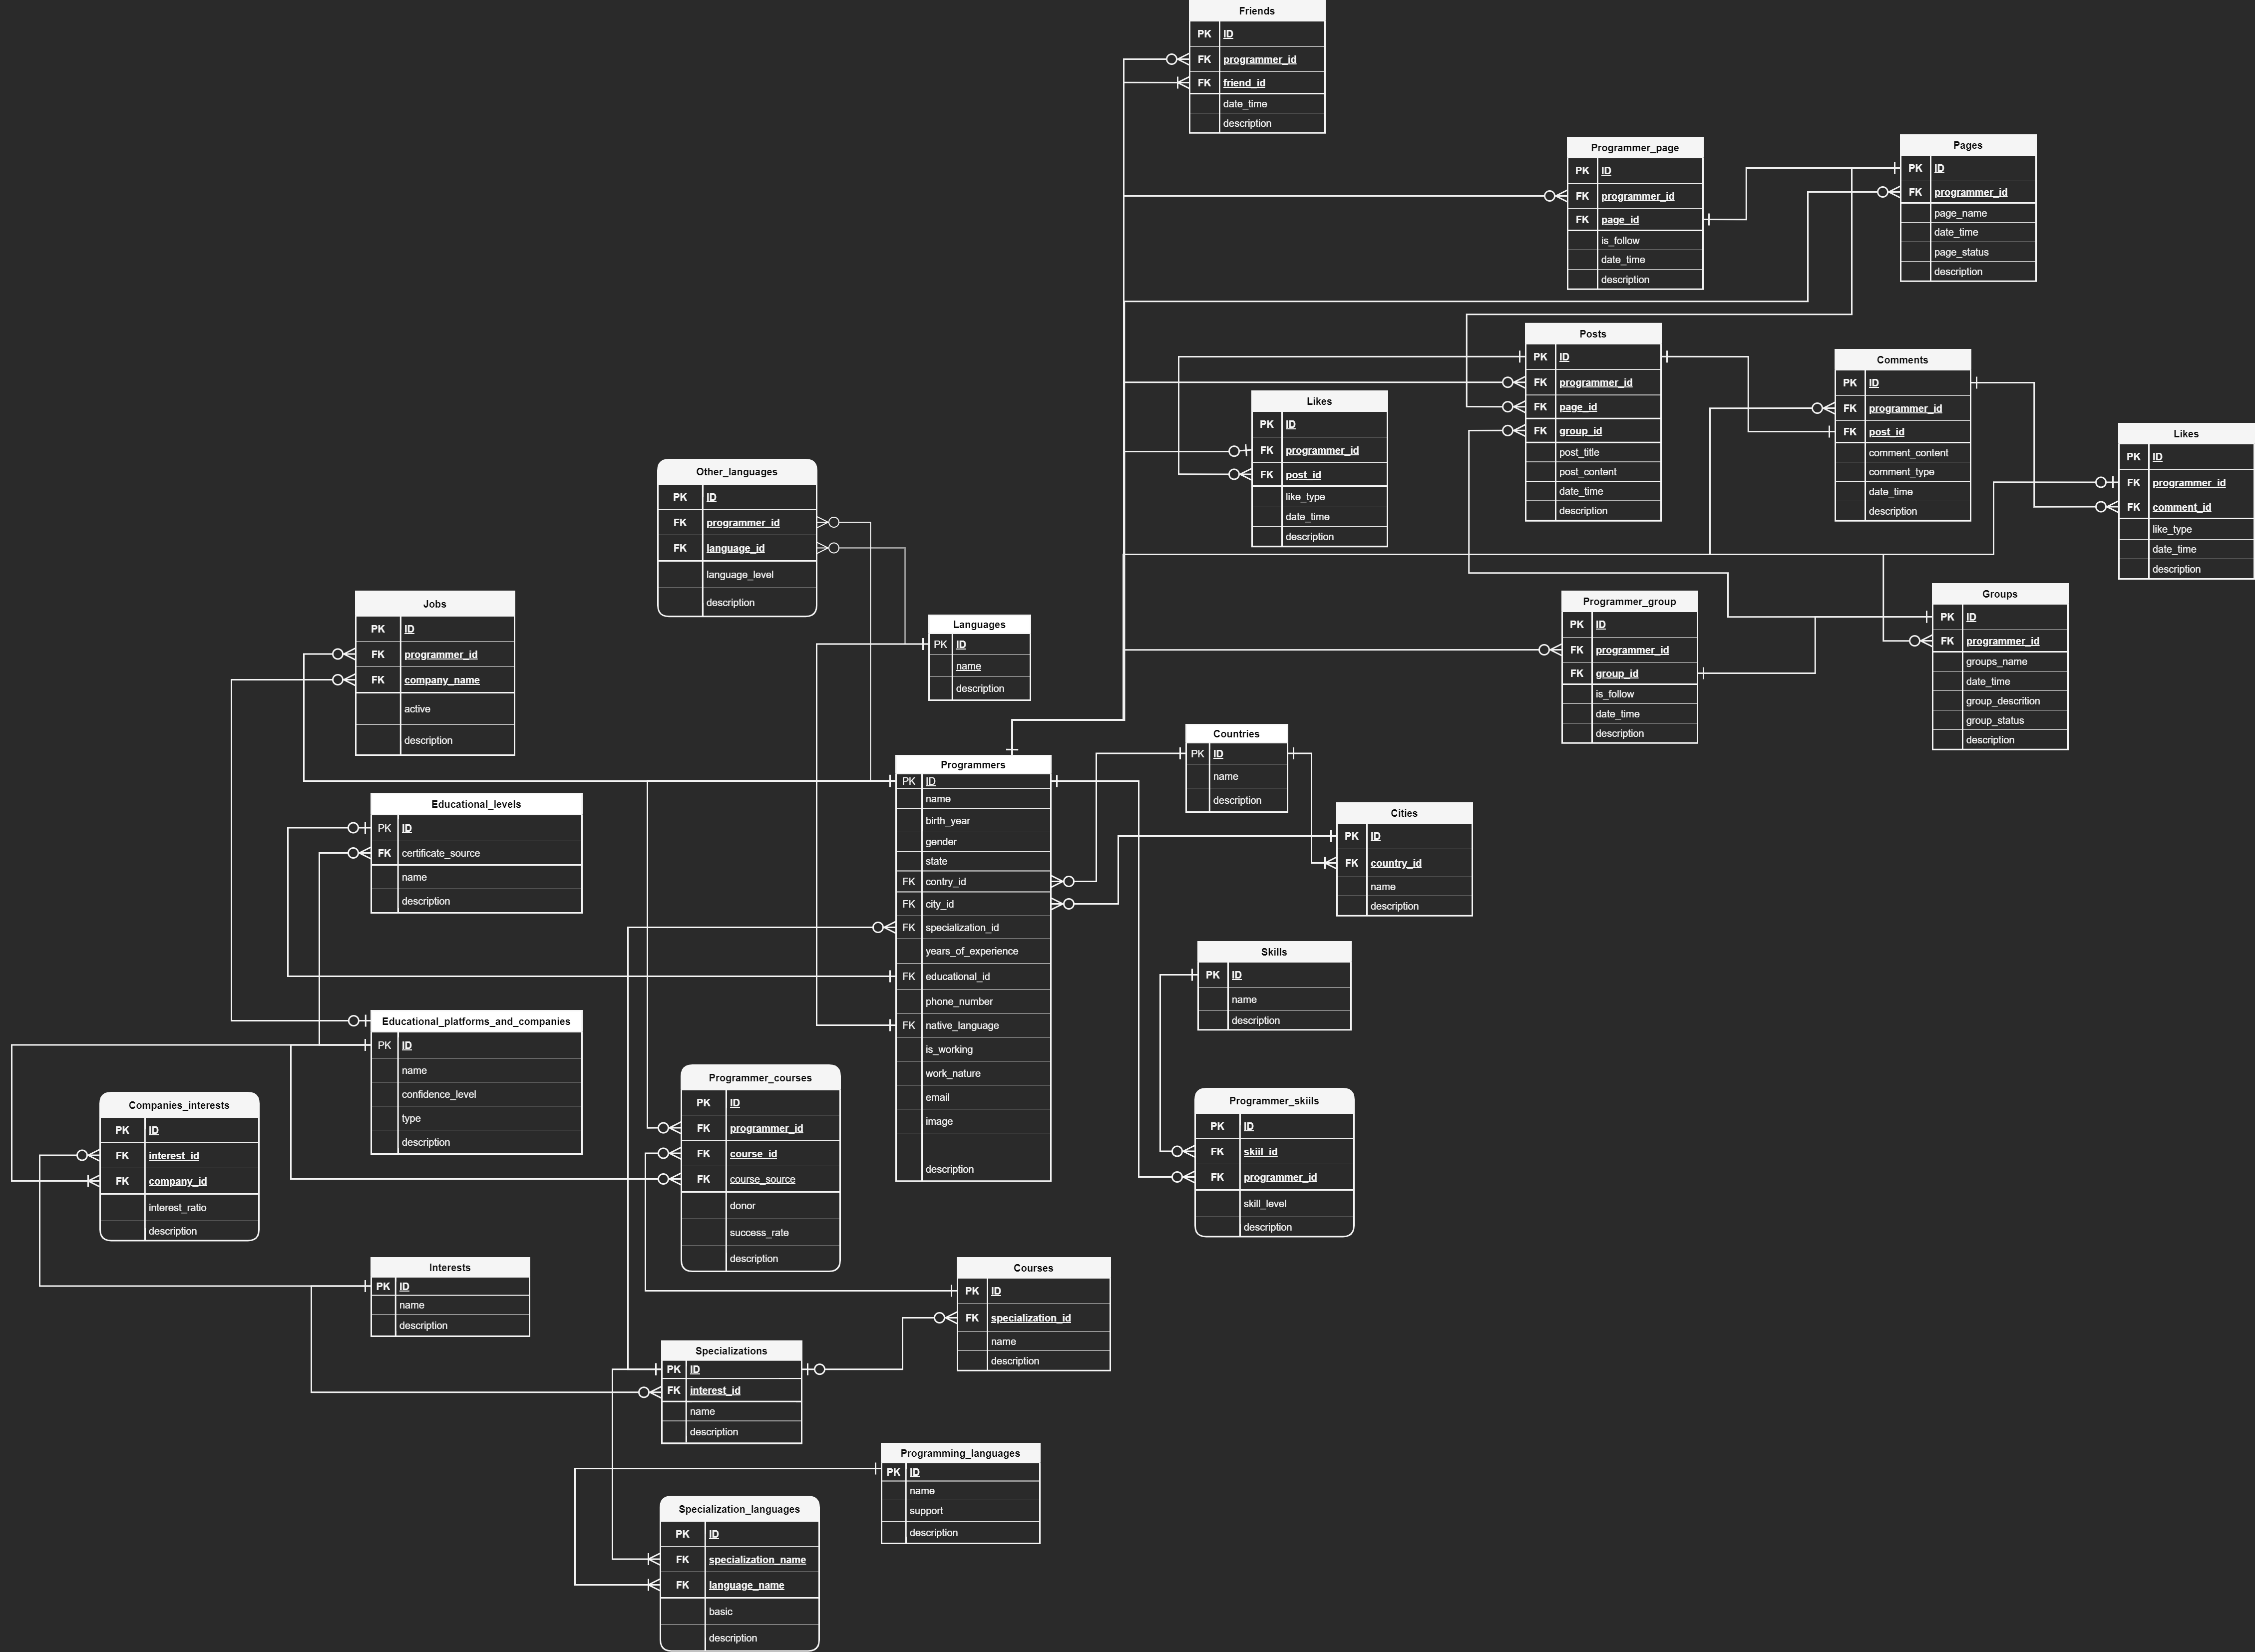 Friends
PK ID
FK programmer_id
FK friend_id
date_time
description
Programmer_page
PK ID
FK programmer_id
FK page_id
is_follow
date_time
description
Pages
PK ID
FK programmer_id
page_name
date_time
page_status
description
Posts
PK ID
FK programmer_id
FK page_id
FK group_id
post_title
post_content
date_time
description
Comments
PK ID
FK programmer_id
FK post_id
comment_content
comment_type
date_time
description
Likes
PK ID
FK programmer_id
FK post_id
like_type
date_time
description
Likes
PK ID
FK programmer_id
FK comment_id
like_type
date_time
description
Other_languages
PK ID
FK programmer_id
FK language_id
language_level
description
Jobs
PK ID
FK programmer_id
FK company_name
active
description
Languages
PK ID
name
description
Programmer_group
PK ID
FK programmer_id
FK group_id
is_follow
date_time
description
Groups
PK ID
FK programmer_id
groups_name
date_time
group_descrition
group_status
description
Countries
PK ID
name
description
Programmers
PK ID
name
birth_year
gender
state
FK contry_id
FK city_id
FK specialization_id
years_of_experience
FK educational_id
phone_number
FK native_language
is_working
work_nature
email
image
description
Educational_levels
PK ID
FK certificate_source
name
description
Cities
PK ID
FK country_id
name
description
Skills
PK ID
name
description
Educational_platforms_and_companies
PK ID
name
confidence_level
type
description
Programmer_courses
PK ID
FK programmer_id
FK course_id
FK course_source
donor
success_rate
description
Companies_interests
PK ID
FK interest_id
FK company_id
interest_ratio
description
Programmer_skiils
PK ID
FK skiil_id
FK programmer_id
skill_level
description
Interests
PK ID
name
description
Courses
PK ID
FK specialization_id
name
description
Specializations
PK ID
FK interest_id
name
description
Programming_languages
PK ID
name
support
description
Specialization_languages
PK ID
FK specialization_name
FK language_name
basic
description